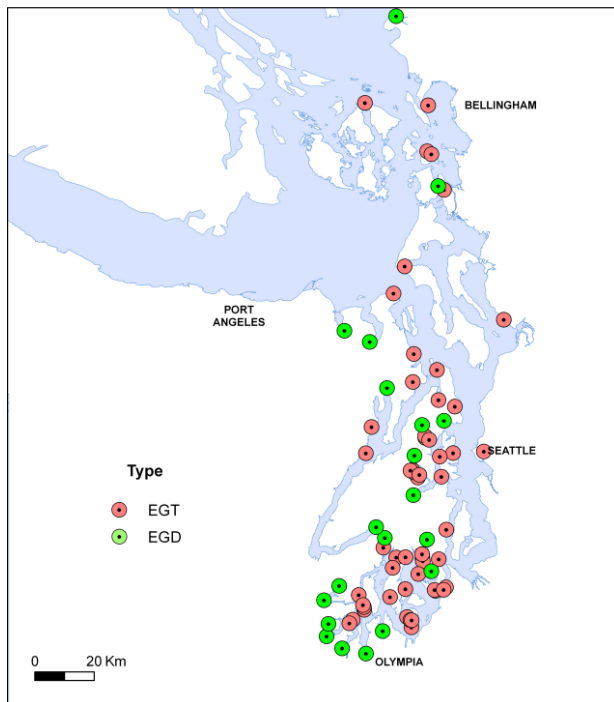 BELLINGHAM
PORT
ANGELES
SEATTLE
Type
EGT
EGD
0 20 Km
OLYMPIA